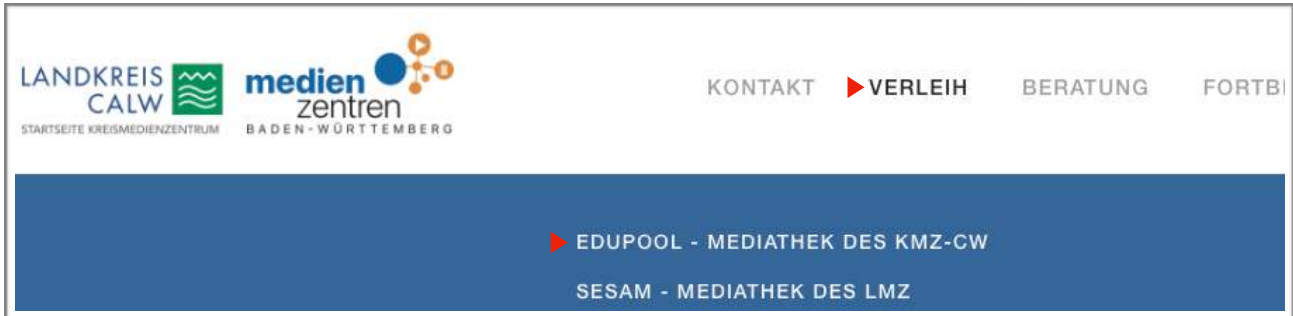 LANDKREIS
CALW
STARTSEITE KREISMEDIENZENTRUM
medien
zentren
BADEN-WÜRTTEMBERG
KONTAKT VERLEIH BERATUNG FORTBI
EDUPOOL - MEDIATHEK DES KMZ-CW
SESAM - MEDIATHEK DES LMZ